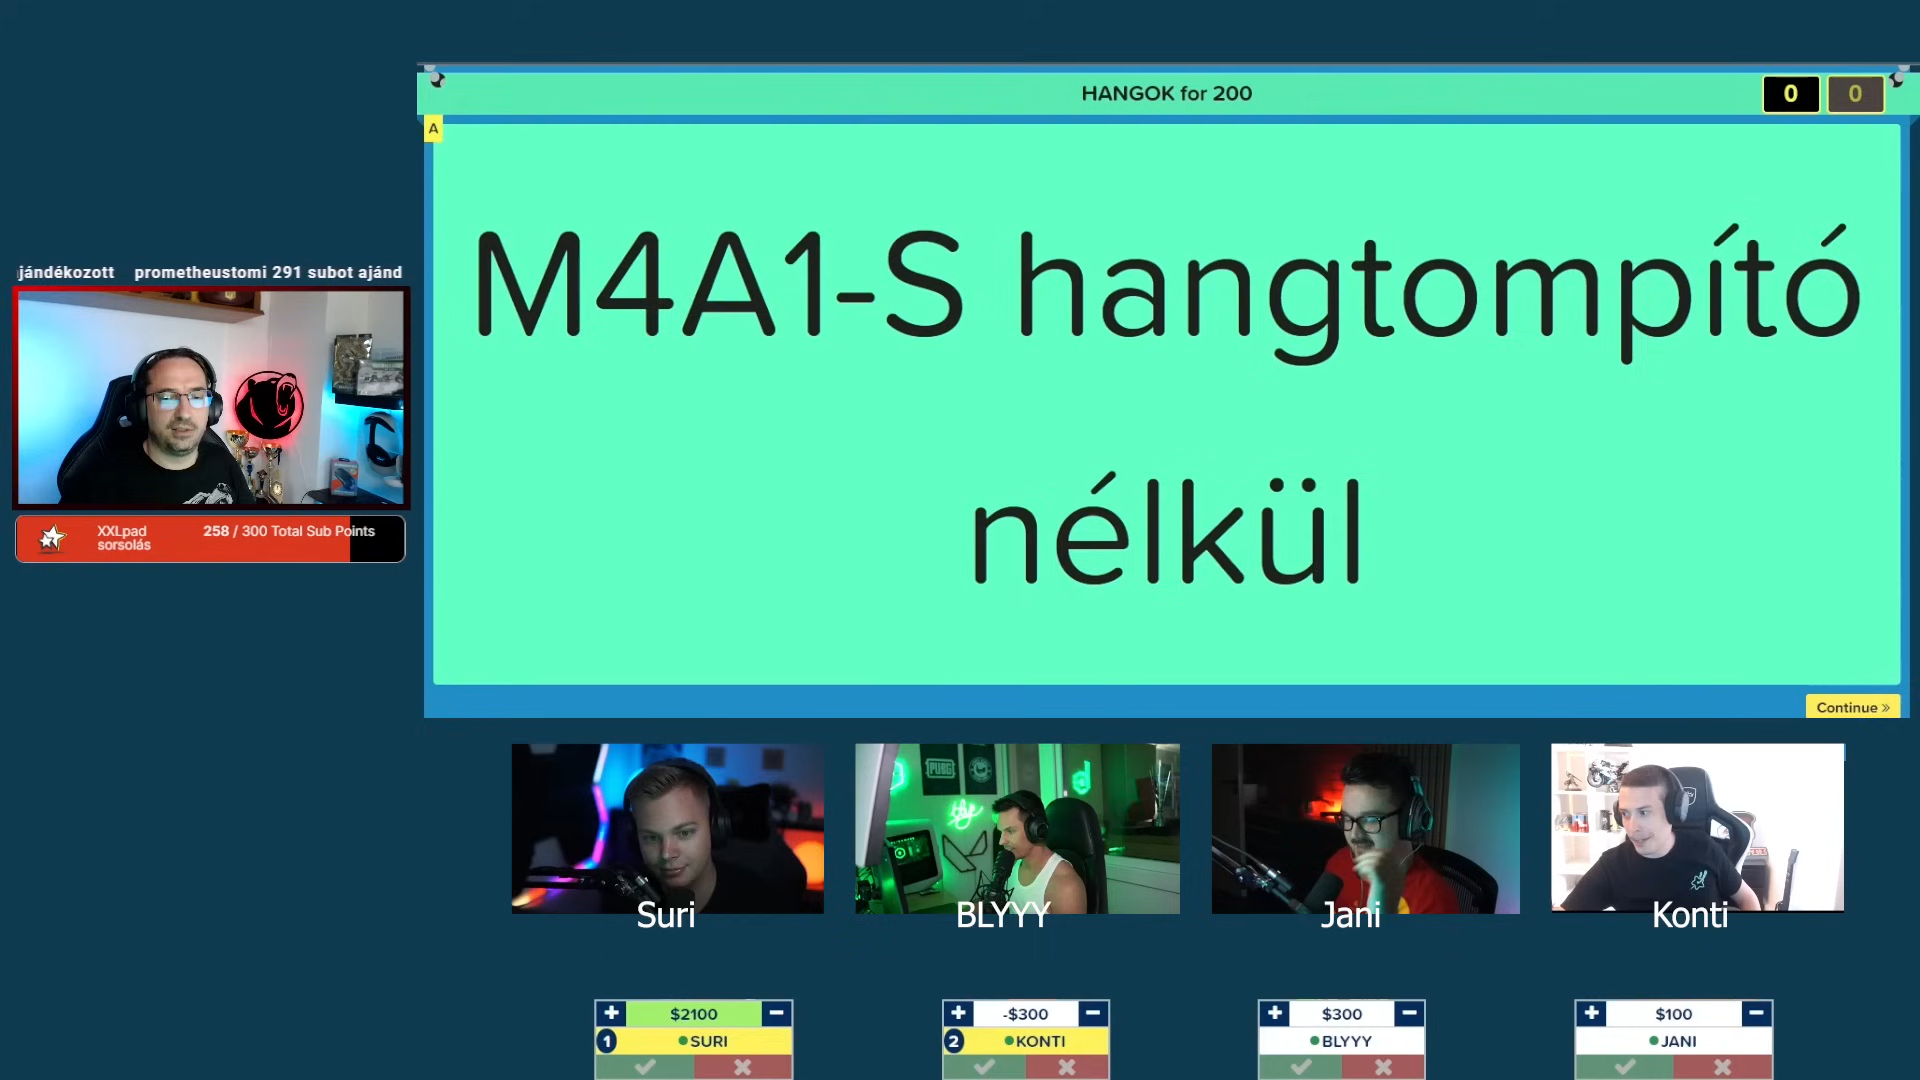 HANGOK for 200
0 0
A
M4A1-S hangtompító
nélkül
jándékozott prometheustomi 291 subot ajánd
XXLpad
sorsolás
258 / 300 Total Sub Points
Continue »
PUBG
Suri
BLYYY
Jani
Konti
+ $2100 −
1 SURI
+ -$300 −
2 KONTI
+ $300 −
BLYYY
+ $100 −
JANI